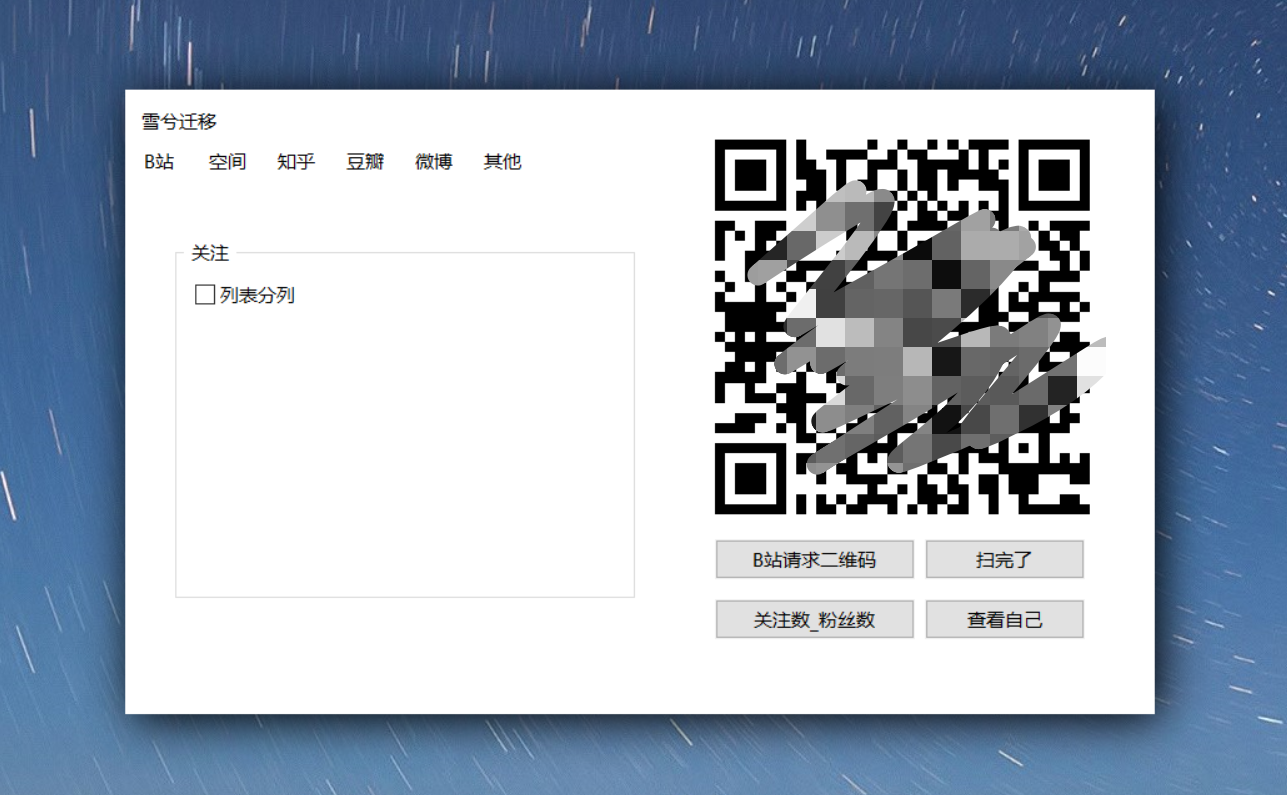 雪兮迁移
B站 空间 知乎 豆瓣 微博 其他
关注
列表分列
B站请求二维码 扫完了
关注数_粉丝数 查看自己